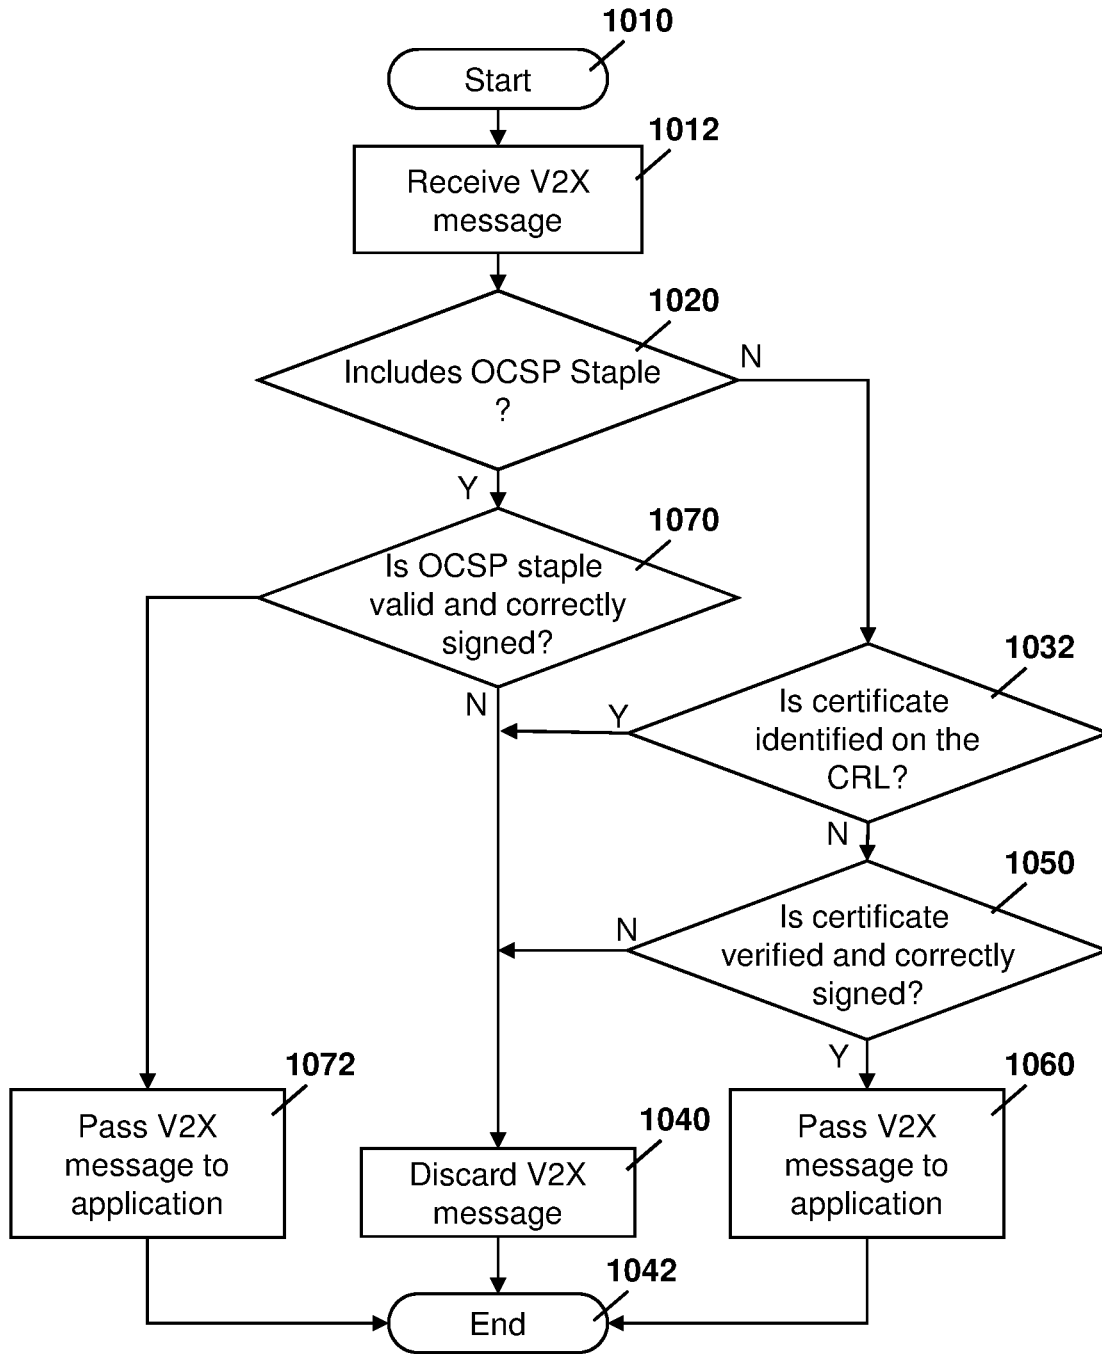 1010
Start
1012
Receive V2X
message
1020
Includes OCSP Staple
?
N
Y
1070
Is OCSP staple
valid and correctly
signed?
N
1032
Is certificate
identified on the
CRL?
Y
N
1050
Is certificate
verified and correctly
signed?
N
Y
1072
Pass V2X
message to
application
1040
Discard V2X
message
1060
Pass V2X
message to
application
1042
End